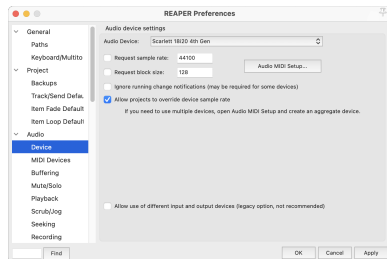 REAPER Preferences
General
Paths
Keyboard/Multito
Project
Backups
Track/Send Defau
Item Fade Default
Item Loop Default
Audio
Device
MIDI Devices
Buffering
Mute/Solo
Playback
Scrub/Jog
Seeking
Recording
Find
Audio device settings
Audio Device: Scarlett 18i20 4th Gen
Request sample rate: 44100
Request block size: 128
Audio MIDI Setup...
Ignore running change notifications (may be required for some devices)
Allow projects to override device sample rate
If you need to use multiple devices, open Audio MIDI Setup and create an aggregate device.
Allow use of different input and output devices (legacy option, not recommended)
OK Cancel Apply